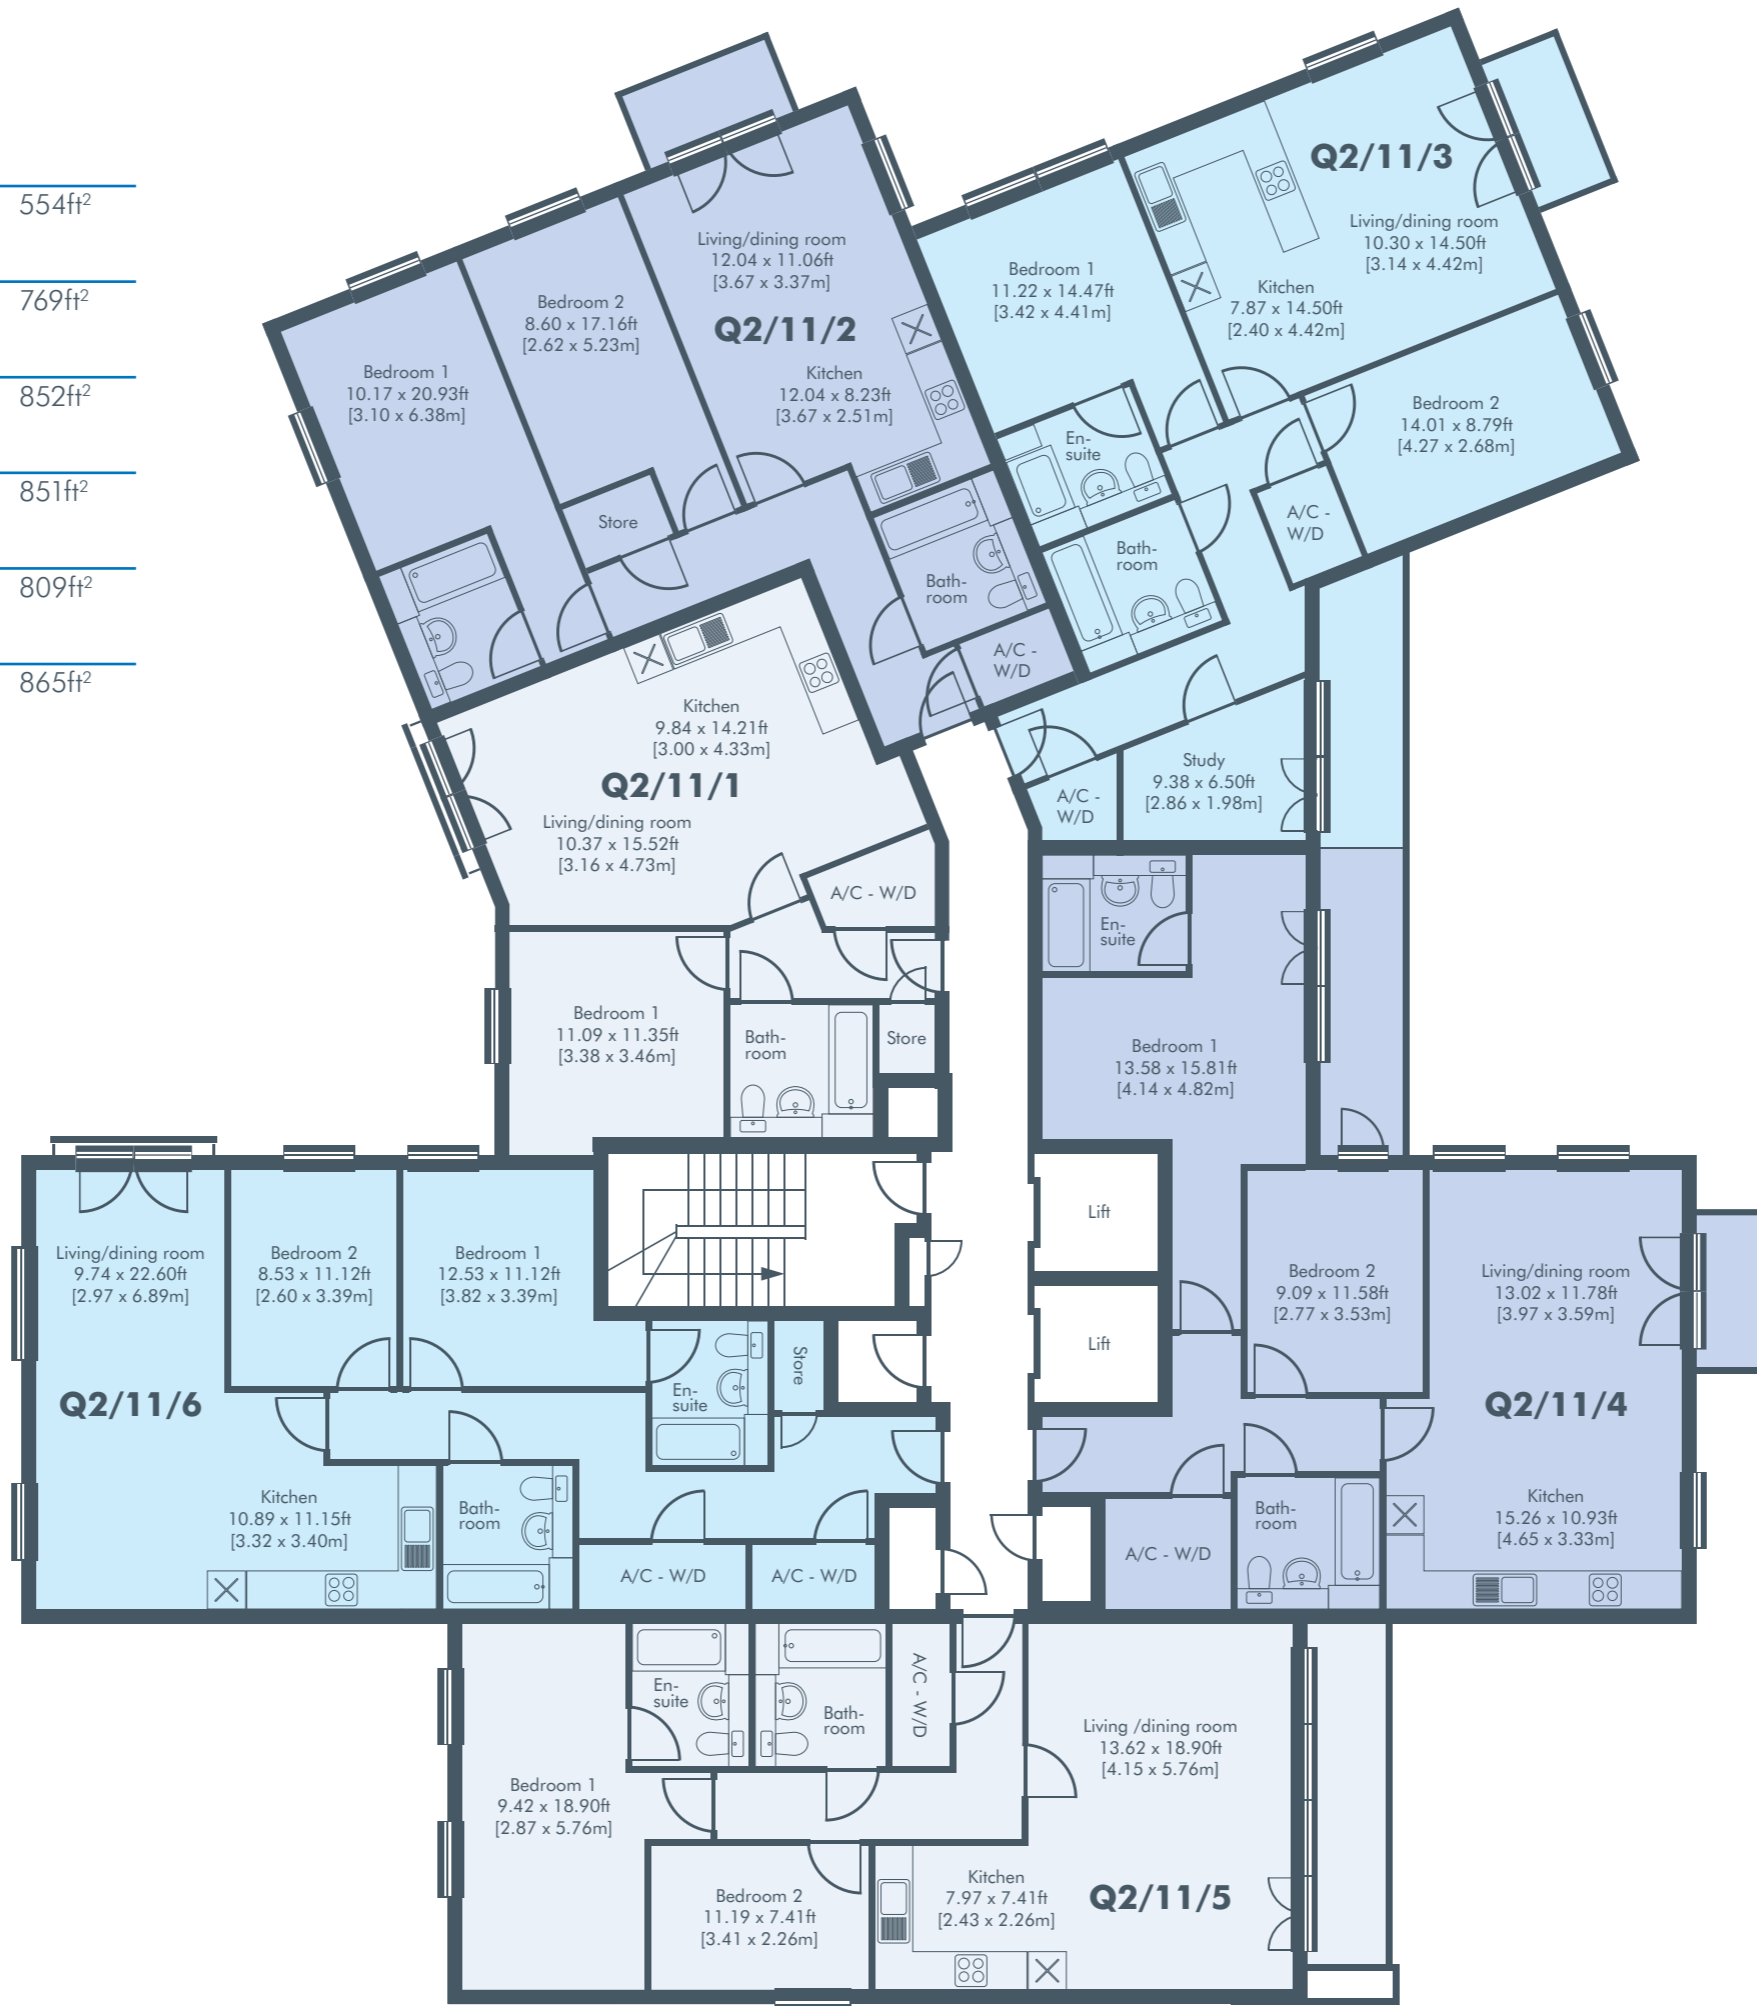 554ft²
769ft²
852ft²
851ft²
809ft²
865ft²
Q2/11/3
Living/dining room
10.30 x 14.50ft
[3.14 x 4.42m]
Kitchen
7.87 x 14.50ft
[2.40 x 4.42m]
Bedroom 1
11.22 x 14.47ft
[3.42 x 4.41m]
Bedroom 2
14.01 x 8.79ft
[4.27 x 2.68m]
En-
suite
Bath-
room
A/C -
W/D
A/C -
W/D
Study
9.38 x 6.50ft
[2.86 x 1.98m]
Living/dining room
12.04 x 11.06ft
[3.67 x 3.37m]
Q2/11/2
Kitchen
12.04 x 8.23ft
[3.67 x 2.51m]
Bedroom 2
8.60 x 17.16ft
[2.62 x 5.23m]
Bedroom 1
10.17 x 20.93ft
[3.10 x 6.38m]
Store
Bath-
room
A/C -
W/D
Kitchen
9.84 x 14.21ft
[3.00 x 4.33m]
Q2/11/1
Living/dining room
10.37 x 15.52ft
[3.16 x 4.73m]
A/C - W/D
Bedroom 1
11.09 x 11.35ft
[3.38 x 3.46m]
Bath-
room
Store
En-
suite
Bedroom 1
13.58 x 15.81ft
[4.14 x 4.82m]
Lift
Lift
Bedroom 2
9.09 x 11.58ft
[2.77 x 3.53m]
Living/dining room
13.02 x 11.78ft
[3.97 x 3.59m]
Q2/11/4
Kitchen
15.26 x 10.93ft
[4.65 x 3.33m]
Bath-
room
A/C - W/D
Living/dining room
9.74 x 22.60ft
[2.97 x 6.89m]
Bedroom 2
8.53 x 11.12ft
[2.60 x 3.39m]
Bedroom 1
12.53 x 11.12ft
[3.82 x 3.39m]
Q2/11/6
En-
suite
Store
Kitchen
10.89 x 11.15ft
[3.32 x 3.40m]
Bath-
room
A/C - W/D
A/C - W/D
En-
suite
Bath-
room
A/C - W/D
Living /dining room
13.62 x 18.90ft
[4.15 x 5.76m]
Bedroom 1
9.42 x 18.90ft
[2.87 x 5.76m]
Bedroom 2
11.19 x 7.41ft
[3.41 x 2.26m]
Kitchen
7.97 x 7.41ft
[2.43 x 2.26m]
Q2/11/5